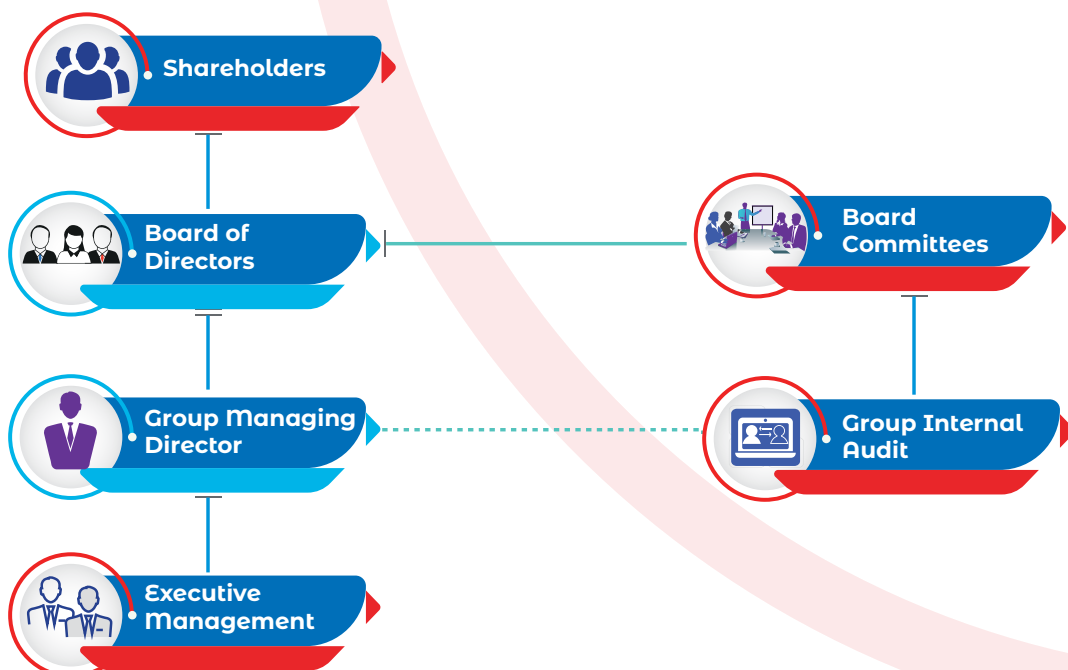 Shareholders
Board of
Directors
Board
Committees
Group Managing
Director
Group Internal
Audit
Executive
Management